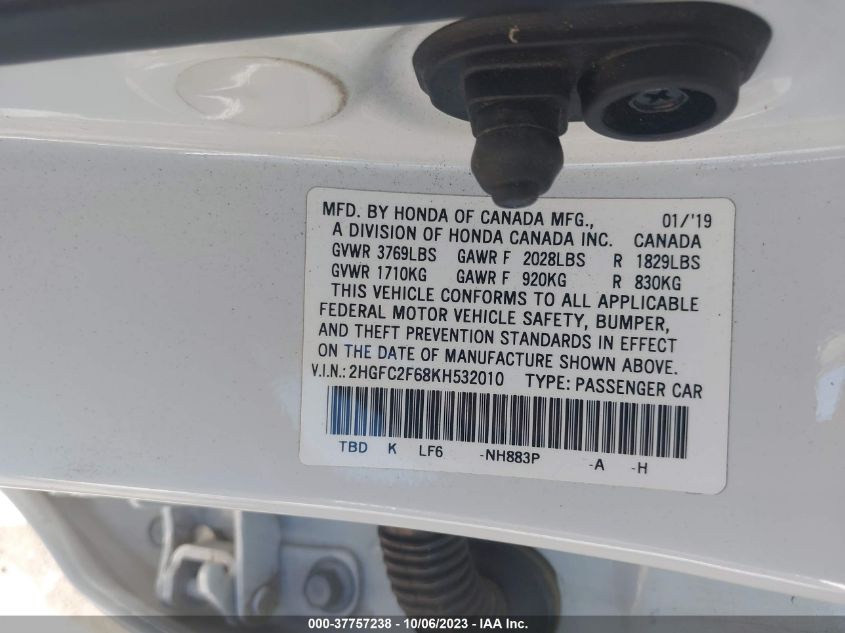 MFD. BY HONDA OF CANADA MFG., 01/'19
A DIVISION OF HONDA CANADA INC. CANADA
GVWR 3769LBS GAWR F 2028LBS R 1829LBS
GVWR 1710KG GAWR F 920KG R 830KG
THIS VEHICLE CONFORMS TO ALL APPLICABLE
FEDERAL MOTOR VEHICLE SAFETY, BUMPER,
AND THEFT PREVENTION STANDARDS IN EFFECT
ON THE DATE OF MANUFACTURE SHOWN ABOVE.
V.I.N.: 2HGFC2F68KH532010 TYPE: PASSENGER CAR
TBD K LF6 -NH883P -A -H
000-37757238 - 10/06/2023 - IAA Inc.